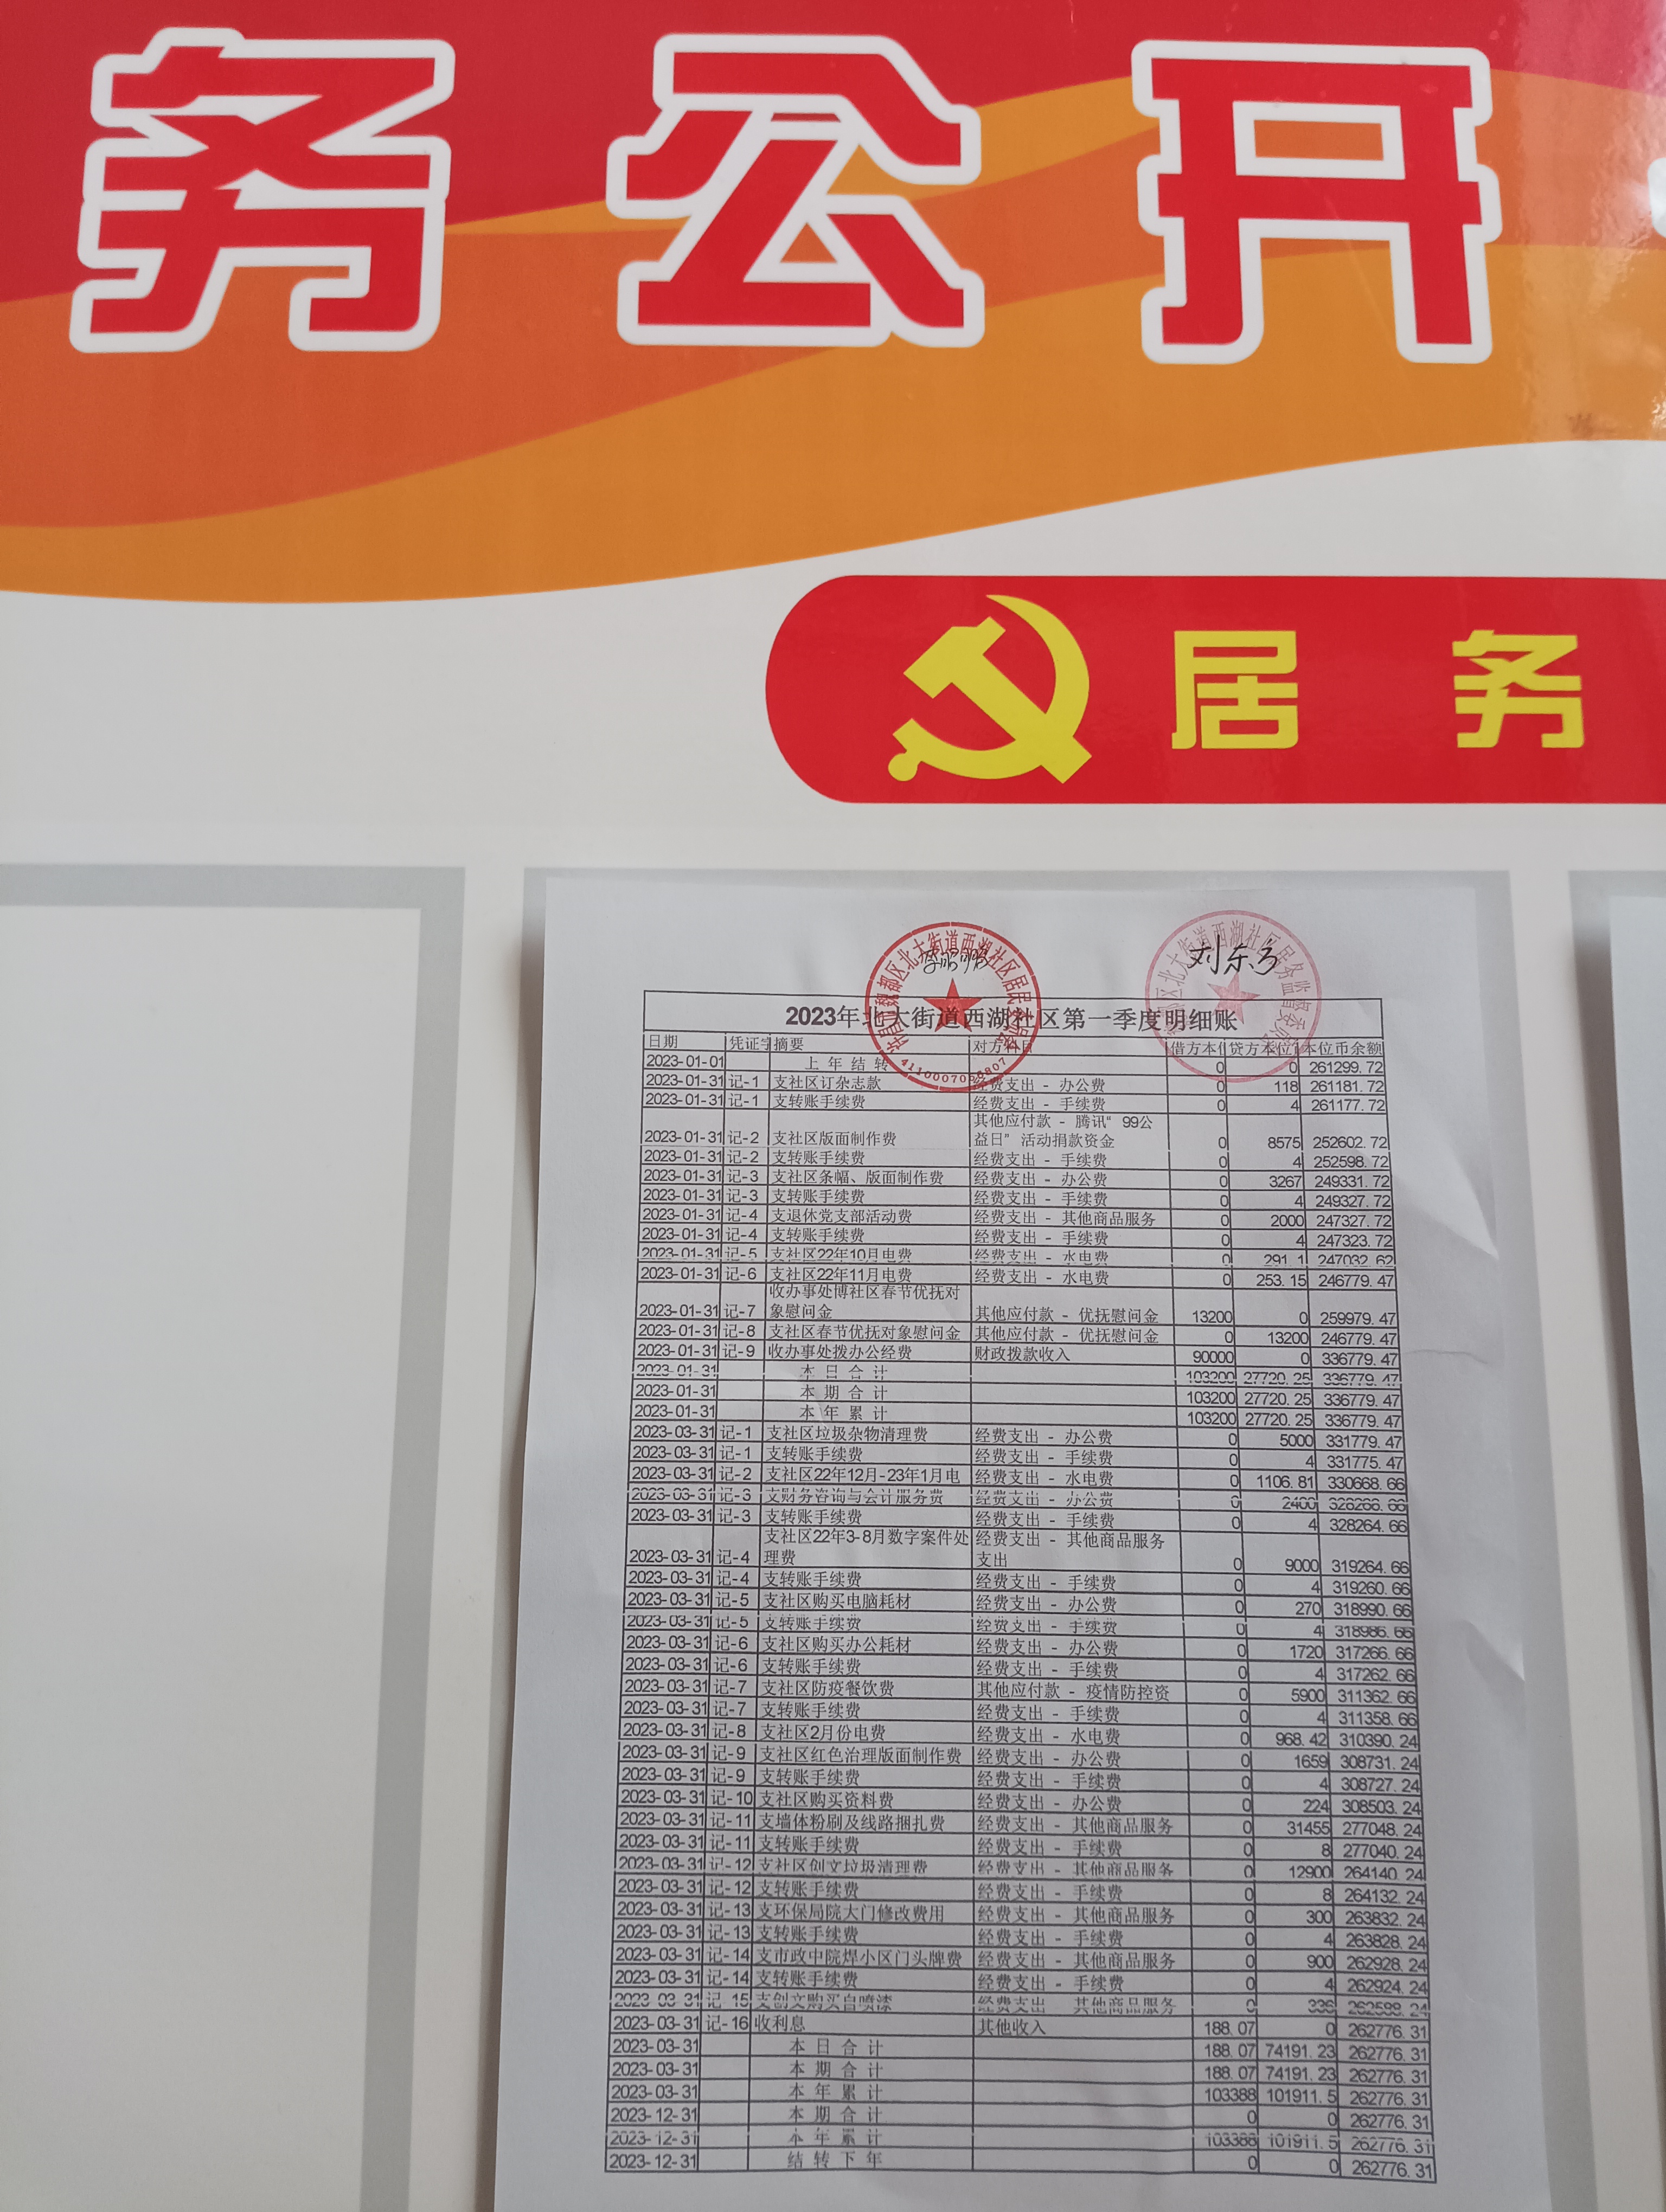 务公开
居务
刘东方
许昌市魏都区北大街道西湖社区居民委员会
2023年北大街道西湖社区第一季度明细账
日期 凭证字 摘要 对方科目 借方本位 贷方本位 本位币余额
2023-01-01 上年结转 0 0 261299.72
2023-01-31 记-1 支社区订杂志款 经费支出 - 办公费 0 118 261181.72
2023-01-31 记-1 支转账手续费 经费支出 - 手续费 0 4 261177.72
其他应付款 - 腾讯"99公
2023-01-31 记-2 支社区版面制作费 益日"活动捐款资金 0 8575 252602.72
2023-01-31 记-2 支转账手续费 经费支出 - 手续费 0 4 252598.72
2023-01-31 记-3 支社区条幅、版面制作费 经费支出 - 办公费 0 3267 249331.72
2023-01-31 记-3 支转账手续费 经费支出 - 手续费 0 4 249327.72
2023-01-31 记-4 支退休党支部活动费 经费支出 - 其他商品服务 0 2000 247327.72
2023-01-31 记-4 支转账手续费 经费支出 - 手续费 0 4 247323.72
2023-01-31 记-5 支社区22年10月电费 经费支出 - 水电费 0 291.1 247032.62
2023-01-31 记-6 支社区22年11月电费 经费支出 - 水电费 0 253.15 246779.47
收办事处博社区春节优抚对
2023-01-31 记-7 象慰问金 其他应付款 - 优抚慰问金 13200 0 259979.47
2023-01-31 记-8 支社区春节优抚对象慰问金 其他应付款 - 优抚慰问金 0 13200 246779.47
2023-01-31 记-9 收办事处拨办公经费 财政拨款收入 90000 0 336779.47
2023-01-31 本日合计 103200 27720.25 336779.47
2023-01-31 本期合计 103200 27720.25 336779.47
2023-01-31 本年累计 103200 27720.25 336779.47
2023-03-31 记-1 支社区垃圾杂物清理费 经费支出 - 办公费 0 5000 331779.47
2023-03-31 记-1 支转账手续费 经费支出 - 手续费 0 4 331775.47
2023-03-31 记-2 支社区22年12月-23年1月电 经费支出 - 水电费 0 1106.81 330668.66
2023-03-31 记-3 支财务咨询与会计服务费 经费支出 - 办公费 0 2400 328268.66
2023-03-31 记-3 支转账手续费 经费支出 - 手续费 0 4 328264.66
支社区22年3-8月数字案件处 经费支出 - 其他商品服务
2023-03-31 记-4 理费 支出 0 9000 319264.66
2023-03-31 记-4 支转账手续费 经费支出 - 手续费 0 4 319260.66
2023-03-31 记-5 支社区购买电脑耗材 经费支出 - 办公费 0 270 318990.66
2023-03-31 记-5 支转账手续费 经费支出 - 手续费 0 4 318986.66
2023-03-31 记-6 支社区购买办公耗材 经费支出 - 办公费 0 1720 317266.66
2023-03-31 记-6 支转账手续费 经费支出 - 手续费 0 4 317262.66
2023-03-31 记-7 支社区防疫餐饮费 其他应付款 - 疫情防控资 0 5900 311362.66
2023-03-31 记-7 支转账手续费 经费支出 - 手续费 0 4 311358.66
2023-03-31 记-8 支社区2月份电费 经费支出 - 水电费 0 968.42 310390.24
2023-03-31 记-9 支社区红色治理版面制作费 经费支出 - 办公费 0 1659 308731.24
2023-03-31 记-9 支转账手续费 经费支出 - 手续费 0 4 308727.24
2023-03-31 记-10 支社区购买资料费 经费支出 - 办公费 0 224 308503.24
2023-03-31 记-11 支墙体粉刷及线路捆扎费 经费支出 - 其他商品服务 0 31455 277048.24
2023-03-31 记-11 支转账手续费 经费支出 - 手续费 0 8 277040.24
2023-03-31 记-12 支社区创文垃圾清理费 经费支出 - 其他商品服务 0 12900 264140.24
2023-03-31 记-12 支转账手续费 经费支出 - 手续费 0 8 264132.24
2023-03-31 记-13 支环保局院大门修改费用 经费支出 - 其他商品服务 0 300 263832.24
2023-03-31 记-13 支转账手续费 经费支出 - 手续费 0 4 263828.24
2023-03-31 记-14 支市政中院焊小区门头牌费 经费支出 - 其他商品服务 0 900 262928.24
2023-03-31 记-14 支转账手续费 经费支出 - 手续费 0 4 262924.24
2023-03-31 记-15 支创文购买自喷漆 经费支出 - 其他商品服务 0 336 262588.24
2023-03-31 记-16 收利息 其他收入 188.07 0 262776.31
2023-03-31 本日合计 188.07 74191.23 262776.31
2023-03-31 本期合计 188.07 74191.23 262776.31
2023-03-31 本年累计 103388 101911.5 262776.31
2023-12-31 本期合计 0 0 262776.31
2023-12-31 本年累计 103388 101911.5 262776.31
2023-12-31 结转下年 0 0 262776.31